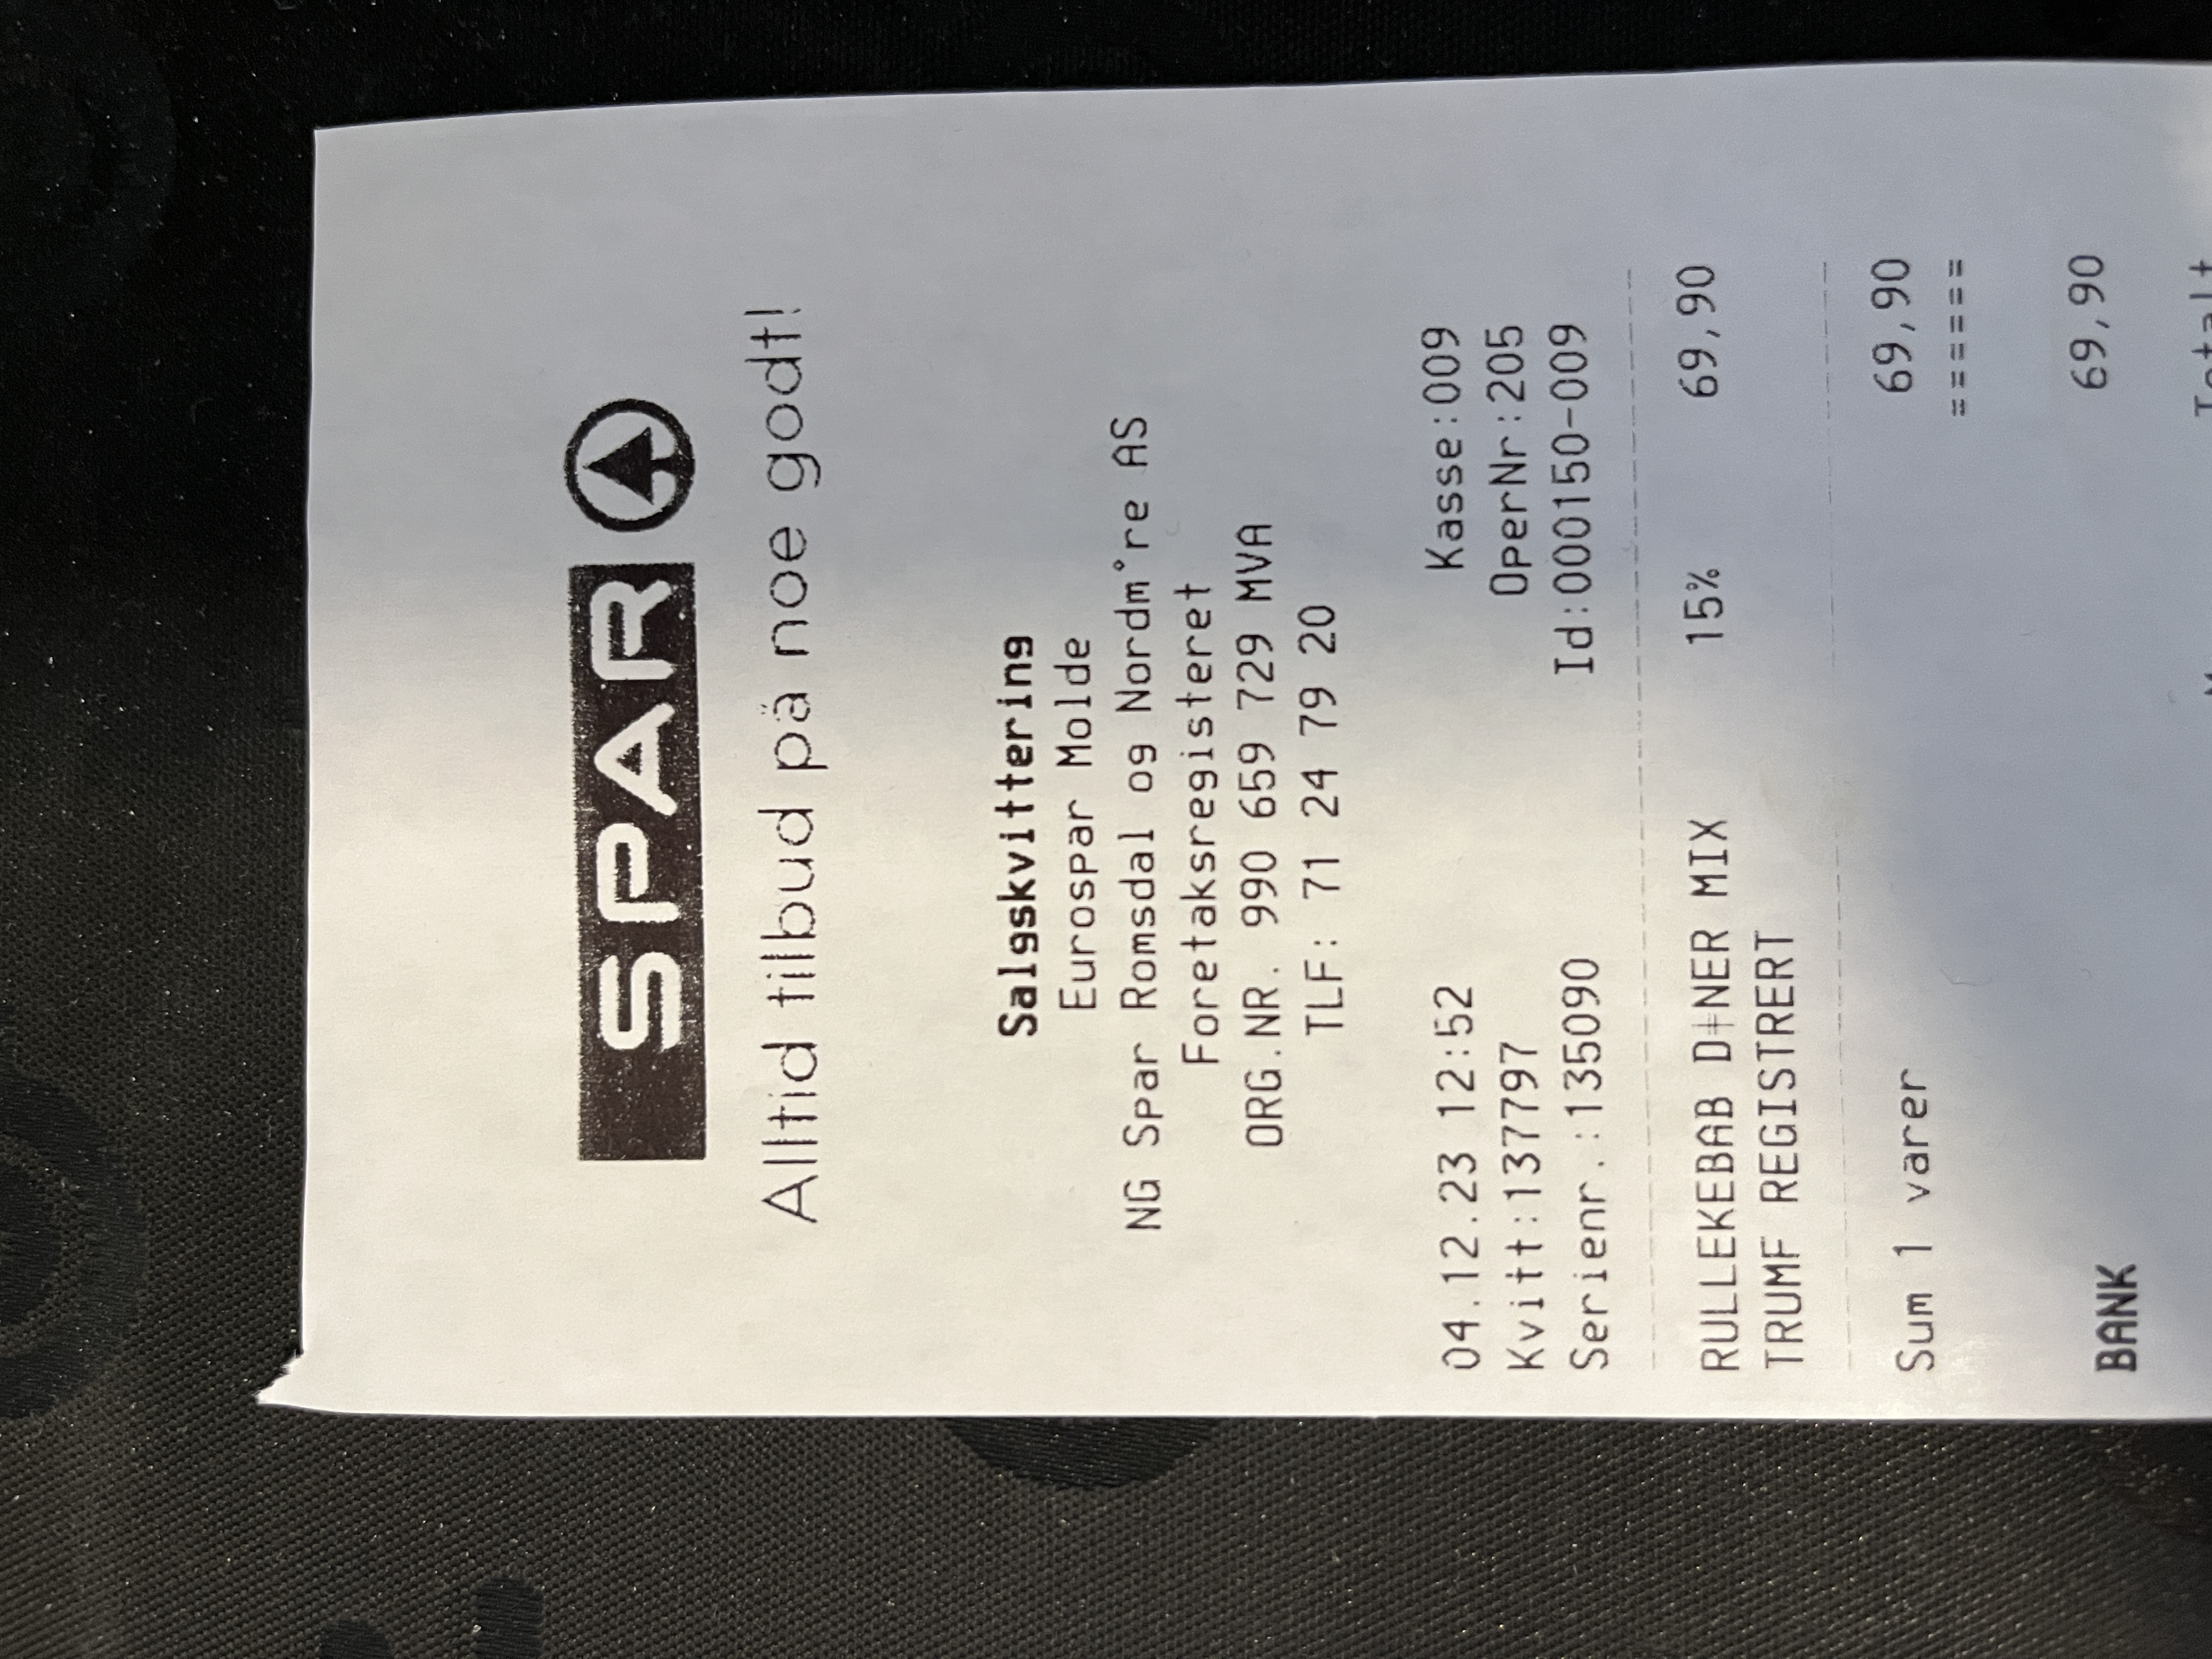 SPAR
Alltid tilbud på noe godt!
Salgskvittering
Eurospar Molde
NG Spar Romsdal og Nordm°re AS
Foretaksregisteret
ORG.NR. 990 659 729 MVA
TLF: 71 24 79 20
04.12.23 12:52 Kasse:009
Kvitt:137797 OperNr:205
Serienr.:135090 Id:000150-009
RULLEKEBAB D╪NER MIX 15% 69,90
TRUMF REGISTRERT
Sum 1 varer 69,90
======
BANK 69,90
Totalt